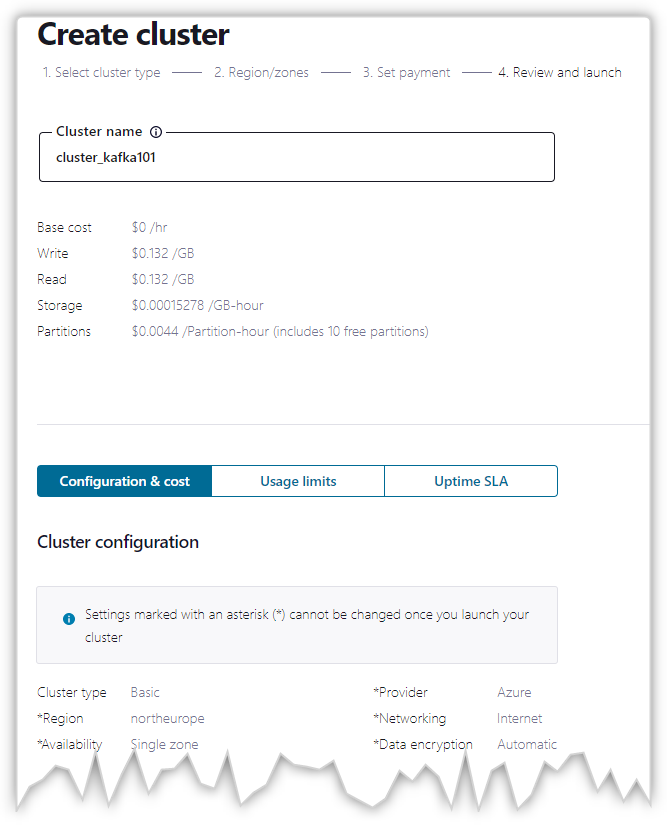 Create cluster
1. Select cluster type 2. Region/zones 3. Set payment 4. Review and launch
Cluster name
cluster_kafka101
Base cost $0 /hr
Write $0.132 /GB
Read $0.132 /GB
Storage $0.00015278 /GB-hour
Partitions $0.0044 /Partition-hour (includes 10 free partitions)
Configuration & cost Usage limits Uptime SLA
Cluster configuration
Settings marked with an asterisk (*) cannot be changed once you launch your
cluster
Cluster type Basic *Provider Azure
*Region northeurope *Networking Internet
*Availability Single zone *Data encryption Automatic